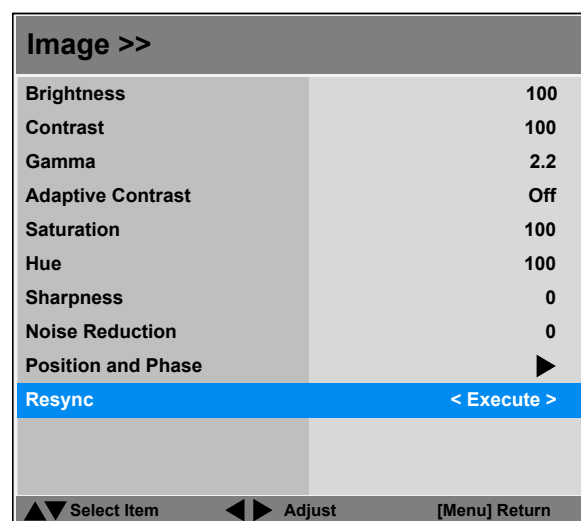 Image >>
Brightness 100
Contrast 100
Gamma 2.2
Adaptive Contrast Off
Saturation 100
Hue 100
Sharpness 0
Noise Reduction 0
Position and Phase
Resync < Execute >
Select Item Adjust [Menu] Return